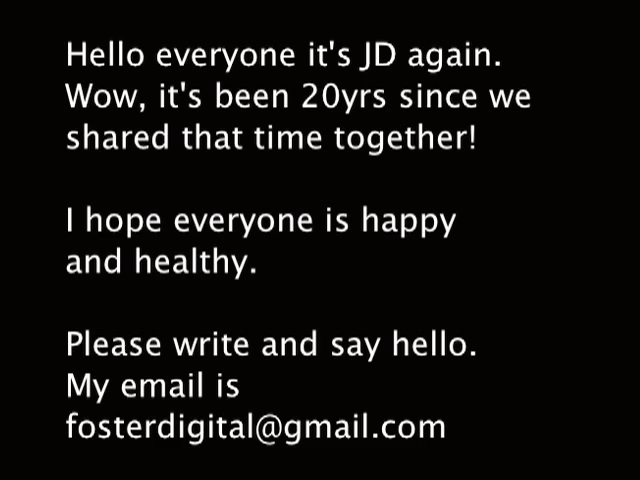 Hello everyone it's JD again.
Wow, it's been 20yrs since we
shared that time together!
I hope everyone is happy
and healthy.
Please write and say hello.
My email is
fosterdigital@gmail.com